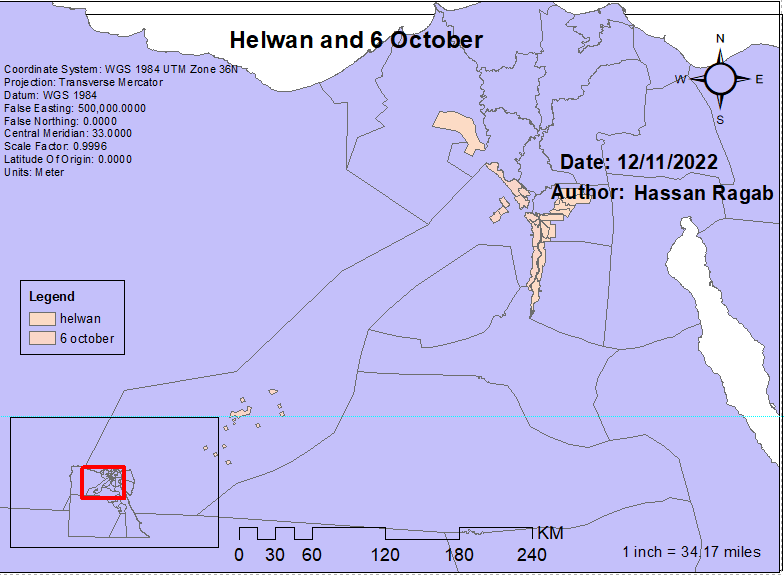 Helwan and 6 October
Coordinate System: WGS 1984 UTM Zone 36N
Projection: Transverse Mercator
Datum: WGS 1984
False Easting: 500,000.0000
False Northing: 0.0000
Central Meridian: 33.0000
Scale Factor: 0.9996
Latitude Of Origin: 0.0000
Units: Meter
N
W E
S
Date: 12/11/2022
Author: Hassan Ragab
Legend
helwan
6 october
KM
0 30 60 120 180 240
1 inch = 34.17 miles